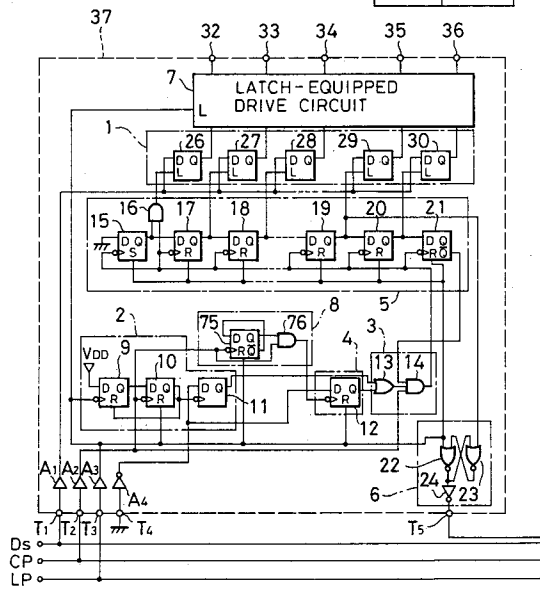 37
32 33 34 35 36
7
L
LATCH-EQUIPPED
DRIVE CIRCUIT
1
26 27 28 29 30
D Q D Q D Q D Q D Q
L L L L L
16
15 17 18 19 20 21
D Q D Q D Q D Q D Q D Q
S R R R R R Q̅
5
2 8
75 76
D Q
R Q̅
4 3
VDD
9 10 11 12 13 14
D Q D Q D Q D Q
R R R
22 23
24
6
A1 A2 A3 A4
T1 T2 T3 T4 T5
Ds
CP
LP